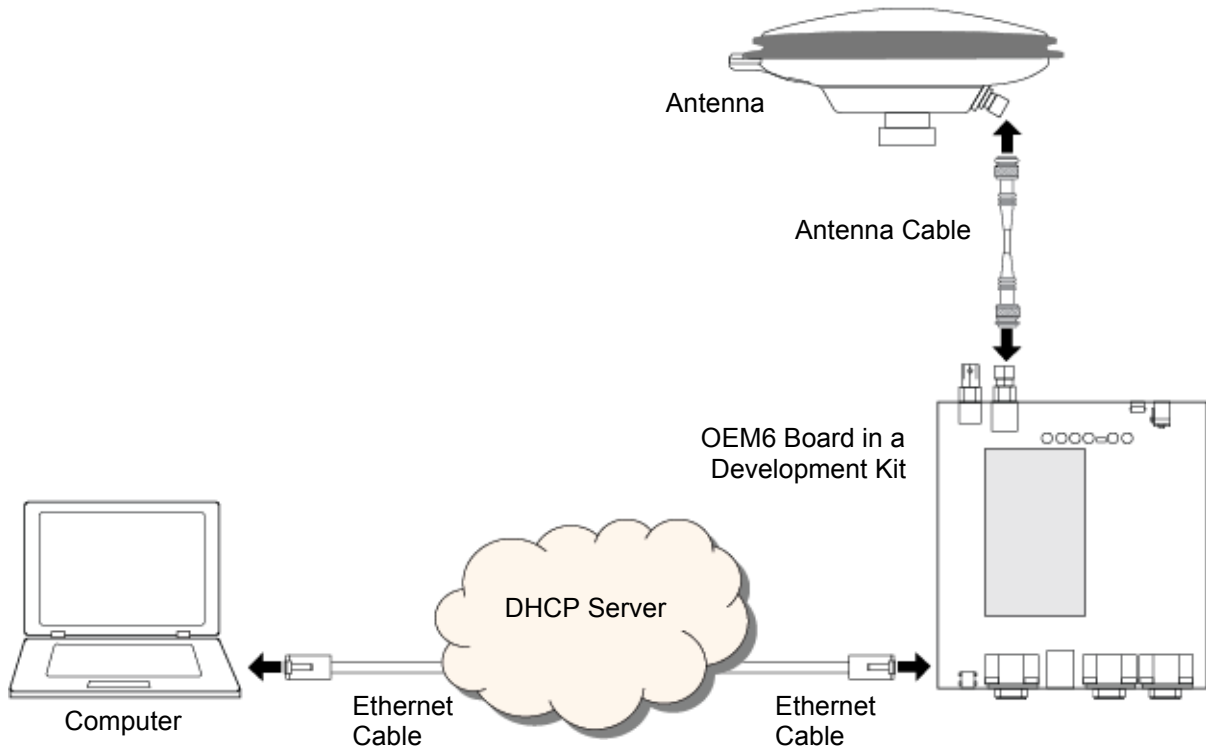 Antenna
Antenna Cable
OEM6 Board in a
Development Kit
DHCP Server
Computer
Ethernet
Cable
Ethernet
Cable